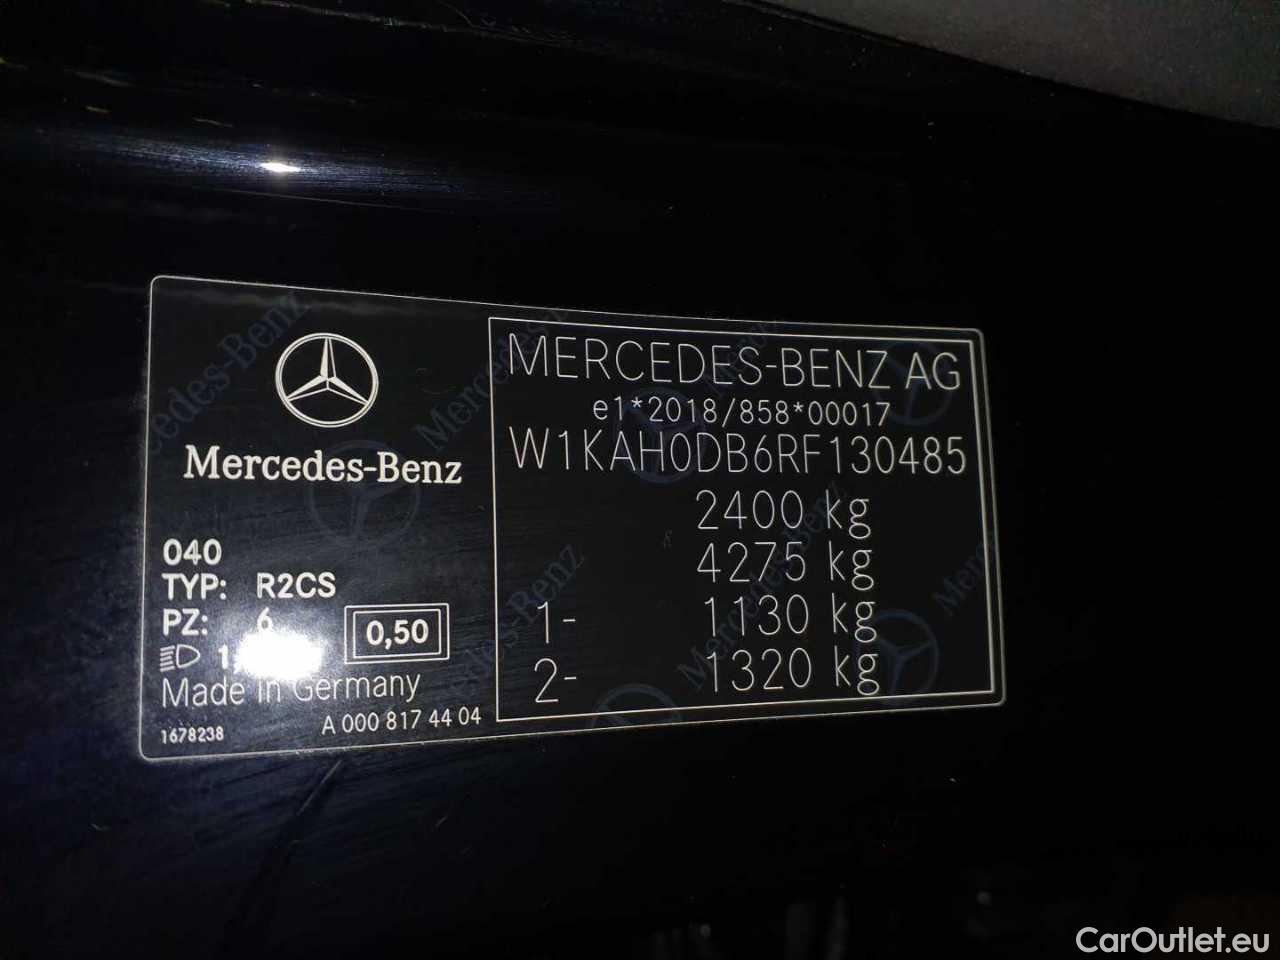 Mercedes-Benz
040
TYP: R2CS
PZ: 6
0,50
Made in Germany
1678238
A 000 817 44 04
MERCEDES-BENZ AG
e1*2018/858*00017
W1KAH0DB6RF130485
2400 kg
4275 kg
1- 1130 kg
2- 1320 kg
CarOutlet.eu